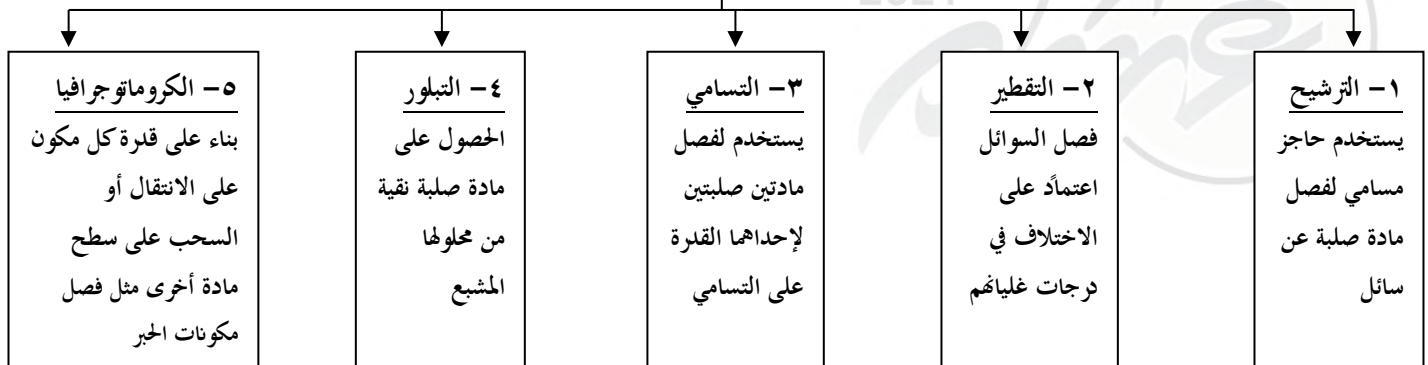 2021
١- الترشيح
يستخدم حاجز
مسامي لفصل
مادة صلبة عن
سائل
٢- التقطير
فصل السوائل
اعتمادًا على
الاختلاف في
درجات غليانهم
٣- التسامي
يستخدم لفصل
مادتين صلبتين
لإحداهما القدرة
على التسامي
٤- التبلور
الحصول على
مادة صلبة نقية
من محلولها
المشبع
٥- الكروماتوجرافيا
بناء على قدرة كل مكون
على الانتقال أو
السحب على سطح
مادة أخرى مثل فصل
مكونات الحبر